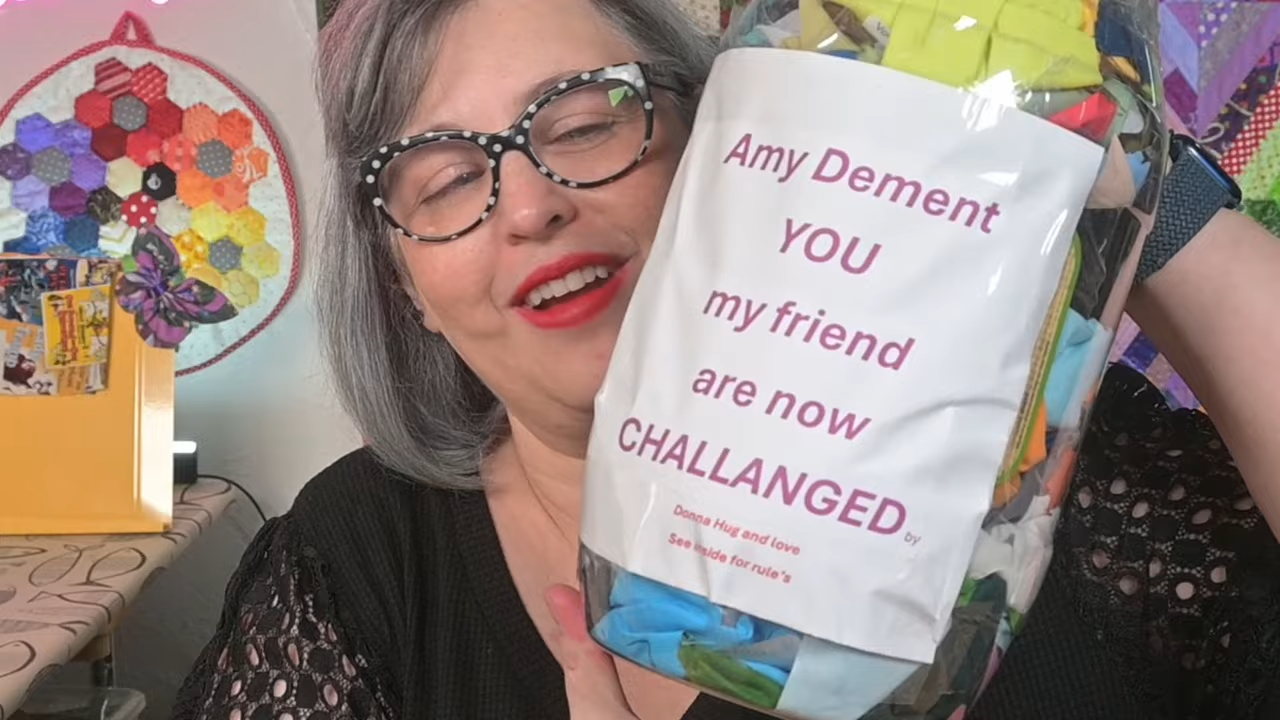 Amy Dement
YOU
my friend
are now
CHALLANGED
by
Donna Hug and love
See inside for rule's